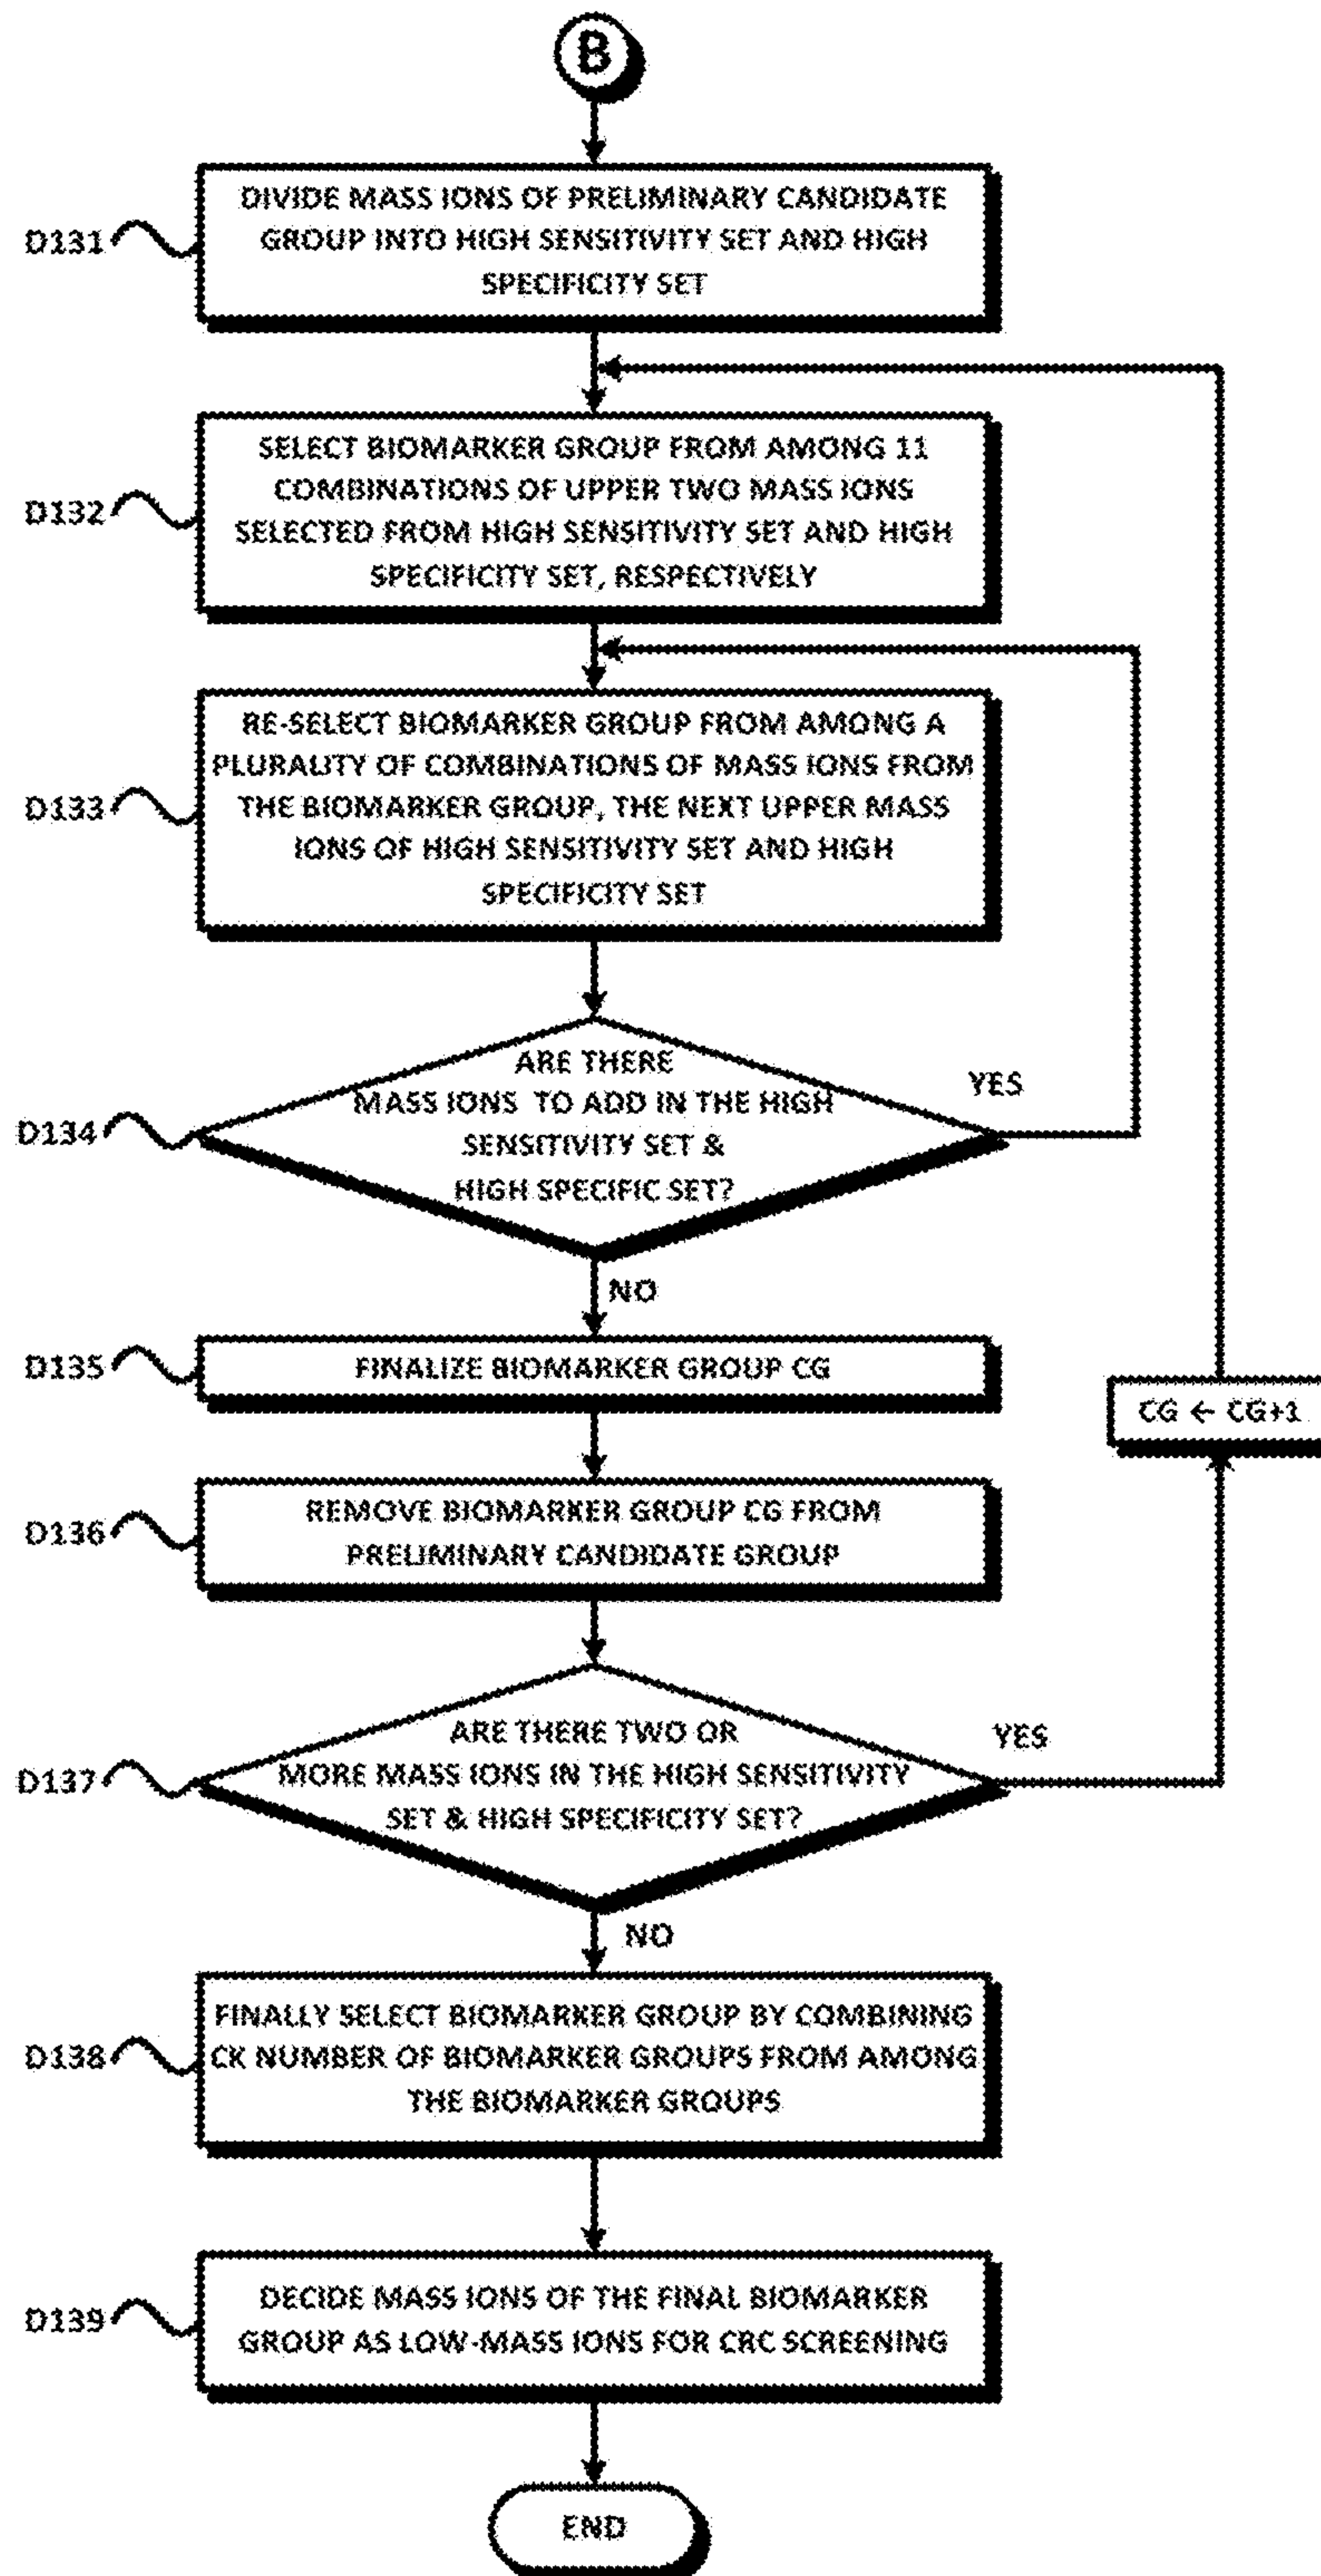 B
D131
DIVIDE MASS IONS OF PRELIMINARY CANDIDATE
GROUP INTO HIGH SENSITIVITY SET AND HIGH
SPECIFICITY SET
D132
SELECT BIOMARKER GROUP FROM AMONG 11
COMBINATIONS OF UPPER TWO MASS IONS
SELECTED FROM HIGH SENSITIVITY SET AND HIGH
SPECIFICITY SET, RESPECTIVELY
D133
RE-SELECT BIOMARKER GROUP FROM AMONG A
PLURALITY OF COMBINATIONS OF MASS IONS FROM
THE BIOMARKER GROUP, THE NEXT UPPER MASS
IONS OF HIGH SENSITIVITY SET AND HIGH
SPECIFICITY SET
D134
ARE THERE
MASS IONS TO ADD IN THE HIGH
SENSITIVITY SET &
HIGH SPECIFIC SET?
YES
NO
D135
FINALIZE BIOMARKER GROUP CG
CG ← CG+1
D136
REMOVE BIOMARKER GROUP CG FROM
PRELIMINARY CANDIDATE GROUP
D137
ARE THERE TWO OR
MORE MASS IONS IN THE HIGH SENSITIVITY
SET & HIGH SPECIFICITY SET?
YES
NO
D138
FINALLY SELECT BIOMARKER GROUP BY COMBINING
CK NUMBER OF BIOMARKER GROUPS FROM AMONG
THE BIOMARKER GROUPS
D139
DECIDE MASS IONS OF THE FINAL BIOMARKER
GROUP AS LOW-MASS IONS FOR CRC SCREENING
END